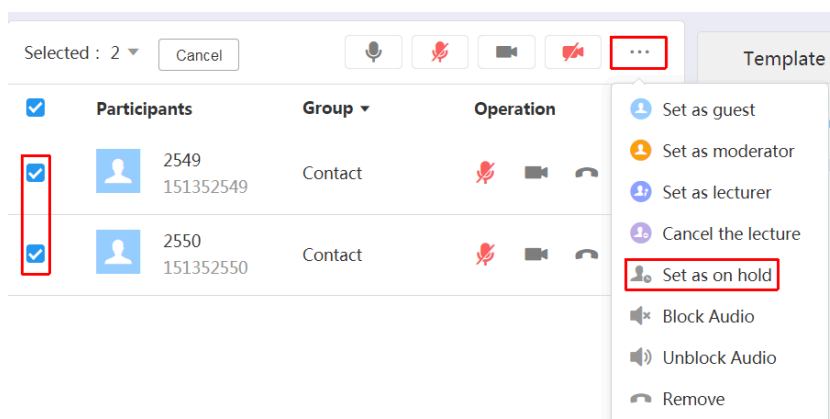 Selected : 2 Cancel
Template
Participants Group Operation
2549
151352549
Contact
2550
151352550
Contact
Set as guest
Set as moderator
Set as lecturer
Cancel the lecture
Set as on hold
Block Audio
Unblock Audio
Remove